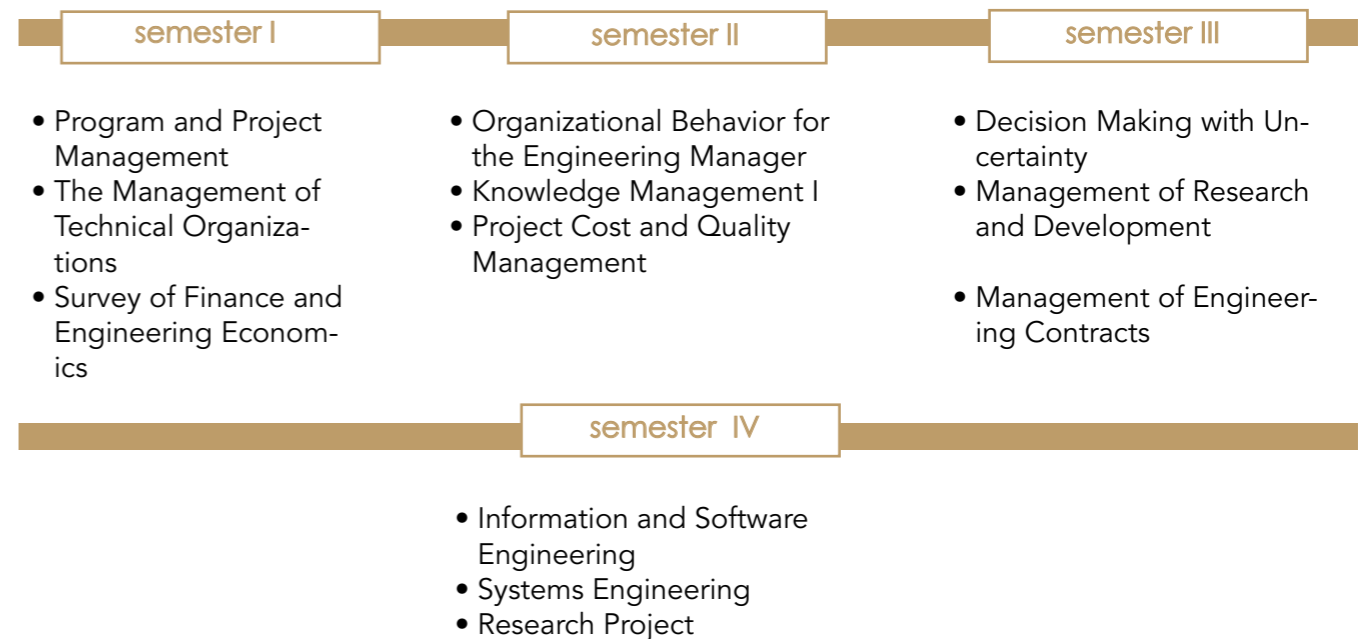 semester I
• Program and Project
Management
• The Management of
Technical Organiza-
tions
• Survey of Finance and
Engineering Econom-
ics
semester II
• Organizational Behavior for
the Engineering Manager
• Knowledge Management I
• Project Cost and Quality
Management
semester III
• Decision Making with Un-
certainty
• Management of Research
and Development
• Management of Engineer-
ing Contracts
semester IV
• Information and Software
Engineering
• Systems Engineering
• Research Project